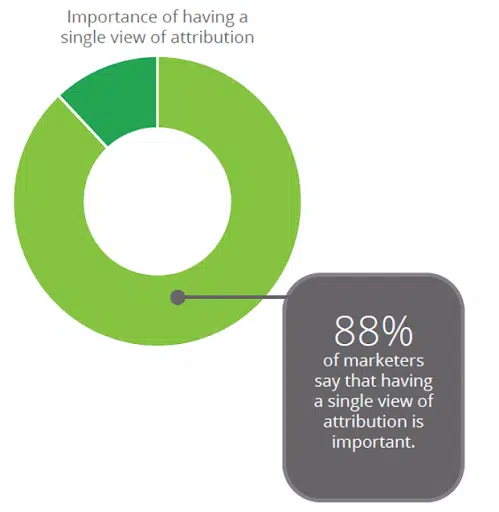 Importance of having a
single view of attribution
88%
of marketers
say that having
a single view of
attribution is
important.